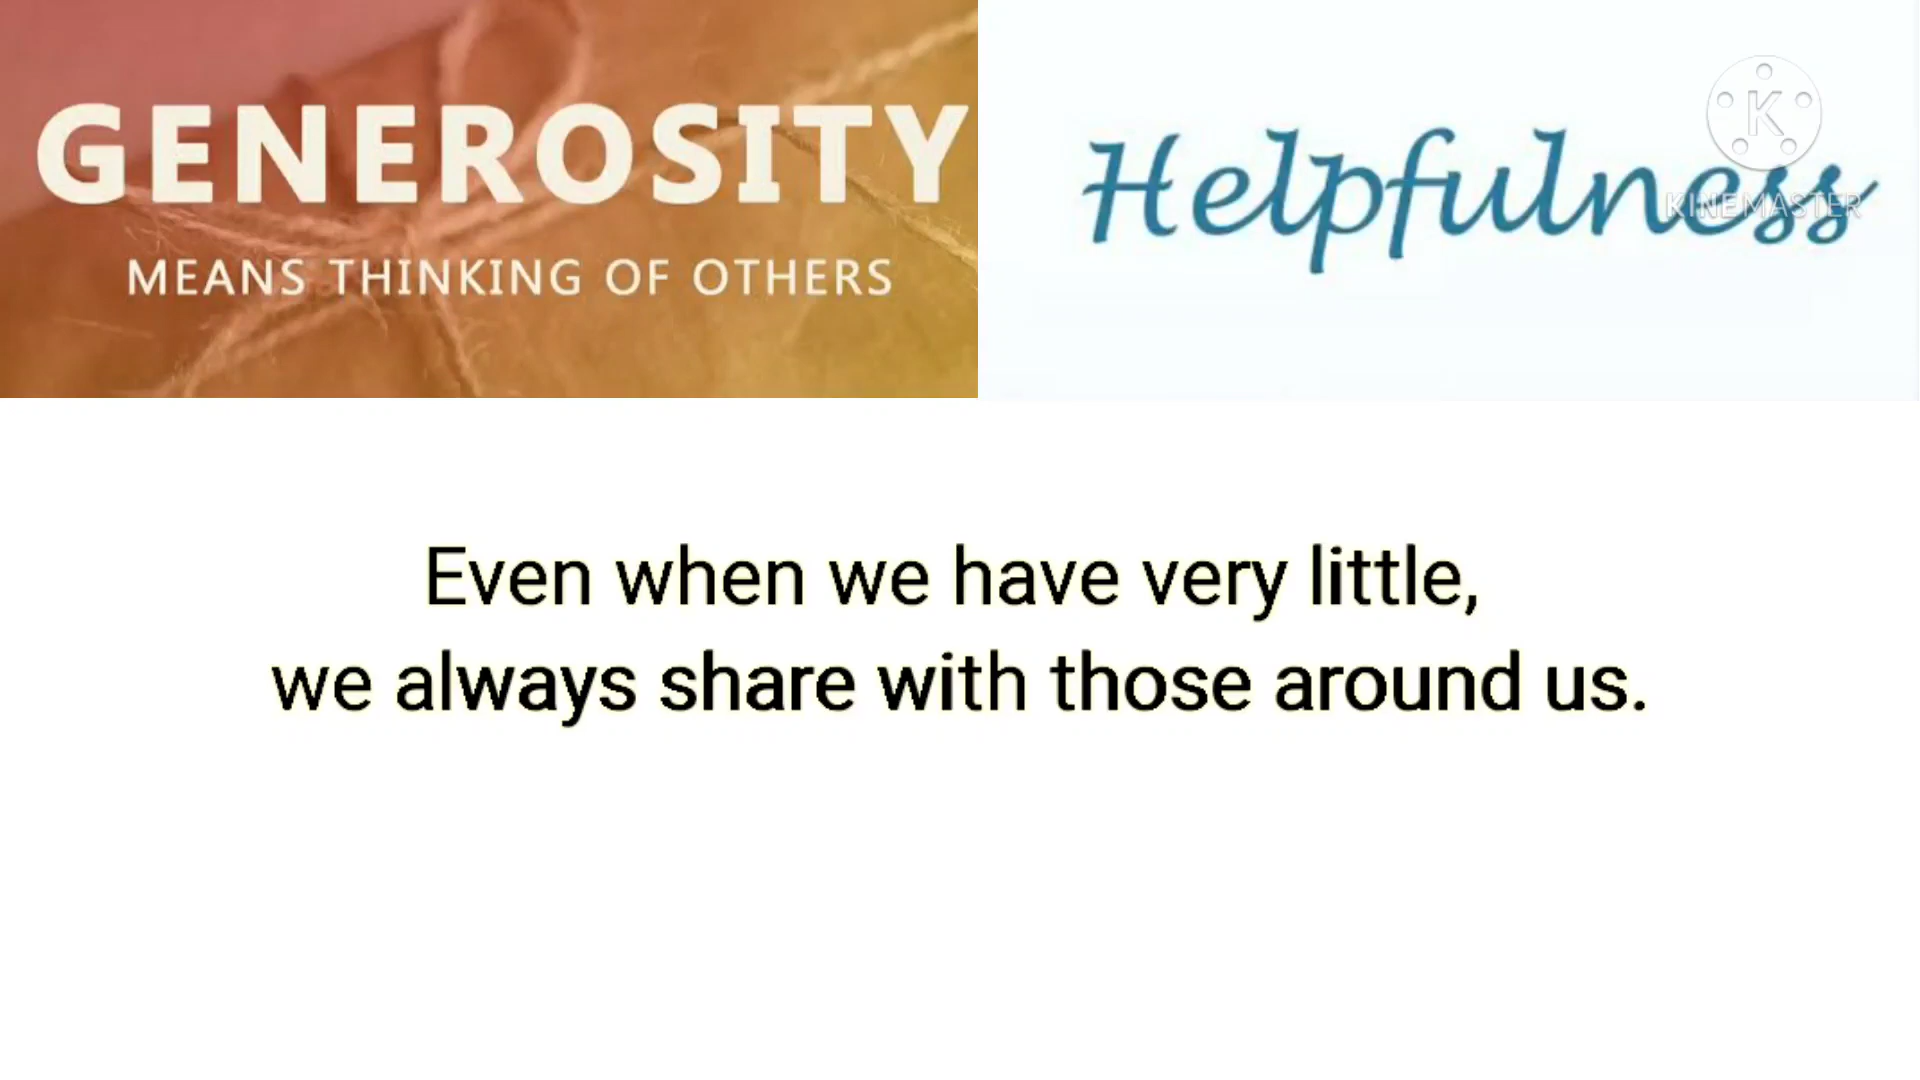 GENEROSITY
MEANS THINKING OF OTHERS
Helpfulness
K
KINEMASTER
Even when we have very little,
we always share with those around us.